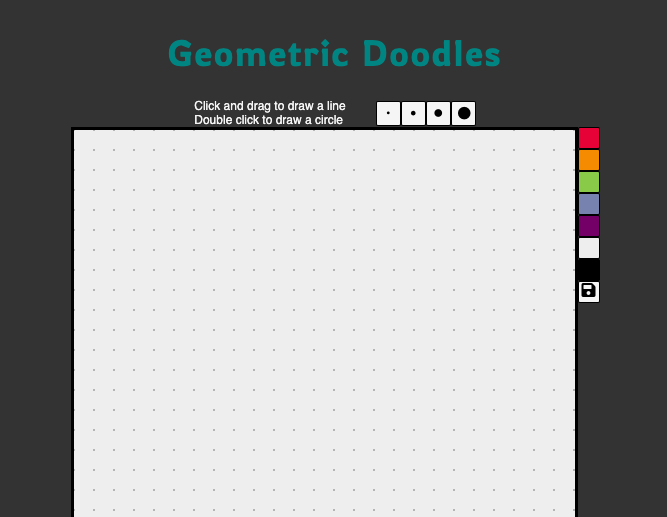 Geometric Doodles
Click and drag to draw a line
Double click to draw a circle